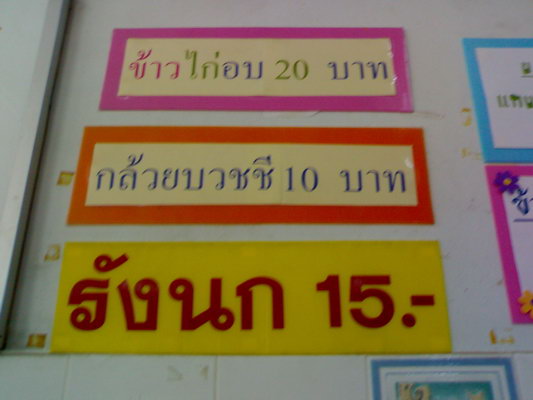 ข้าวไก่อบ 20 บาท
กล้วยบวชชี 10 บาท
รังนก 15.-